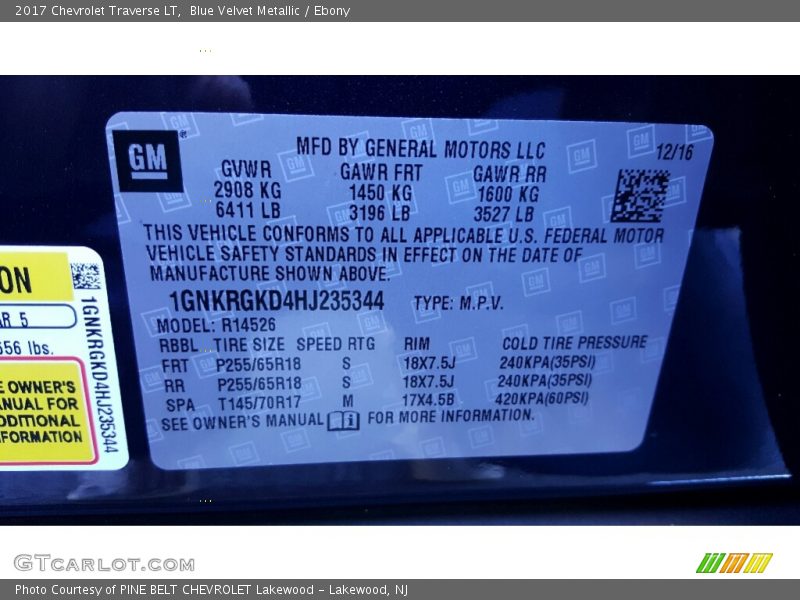 2017 Chevrolet Traverse LT,  Blue Velvet Metallic / Ebony
GM
®
MFD BY GENERAL MOTORS LLC
12/16
GVWR GAWR FRT GAWR RR
2908 KG 1450 KG 1600 KG
6411 LB 3196 LB 3527 LB
THIS VEHICLE CONFORMS TO ALL APPLICABLE U.S. FEDERAL MOTOR
VEHICLE SAFETY STANDARDS IN EFFECT ON THE DATE OF
MANUFACTURE SHOWN ABOVE.
1GNKRGKD4HJ235344 TYPE: M.P.V.
MODEL: R14526
RBBL TIRE SIZE SPEED RTG RIM COLD TIRE PRESSURE
FRT P255/65R18 S 18X7.5J 240KPA(35PSI)
RR P255/65R18 S 18X7.5J 240KPA(35PSI)
SPA T145/70R17 M 17X4.5B 420KPA(60PSI)
SEE OWNER'S MANUAL FOR MORE INFORMATION.
ON
AR 5
556 lbs.
E OWNER'S
ANUAL FOR
DDITIONAL
FORMATION
1GNKRGKD4HJ235344
GTCARLOT.COM
Photo Courtesy of PINE BELT CHEVROLET Lakewood - Lakewood, NJ